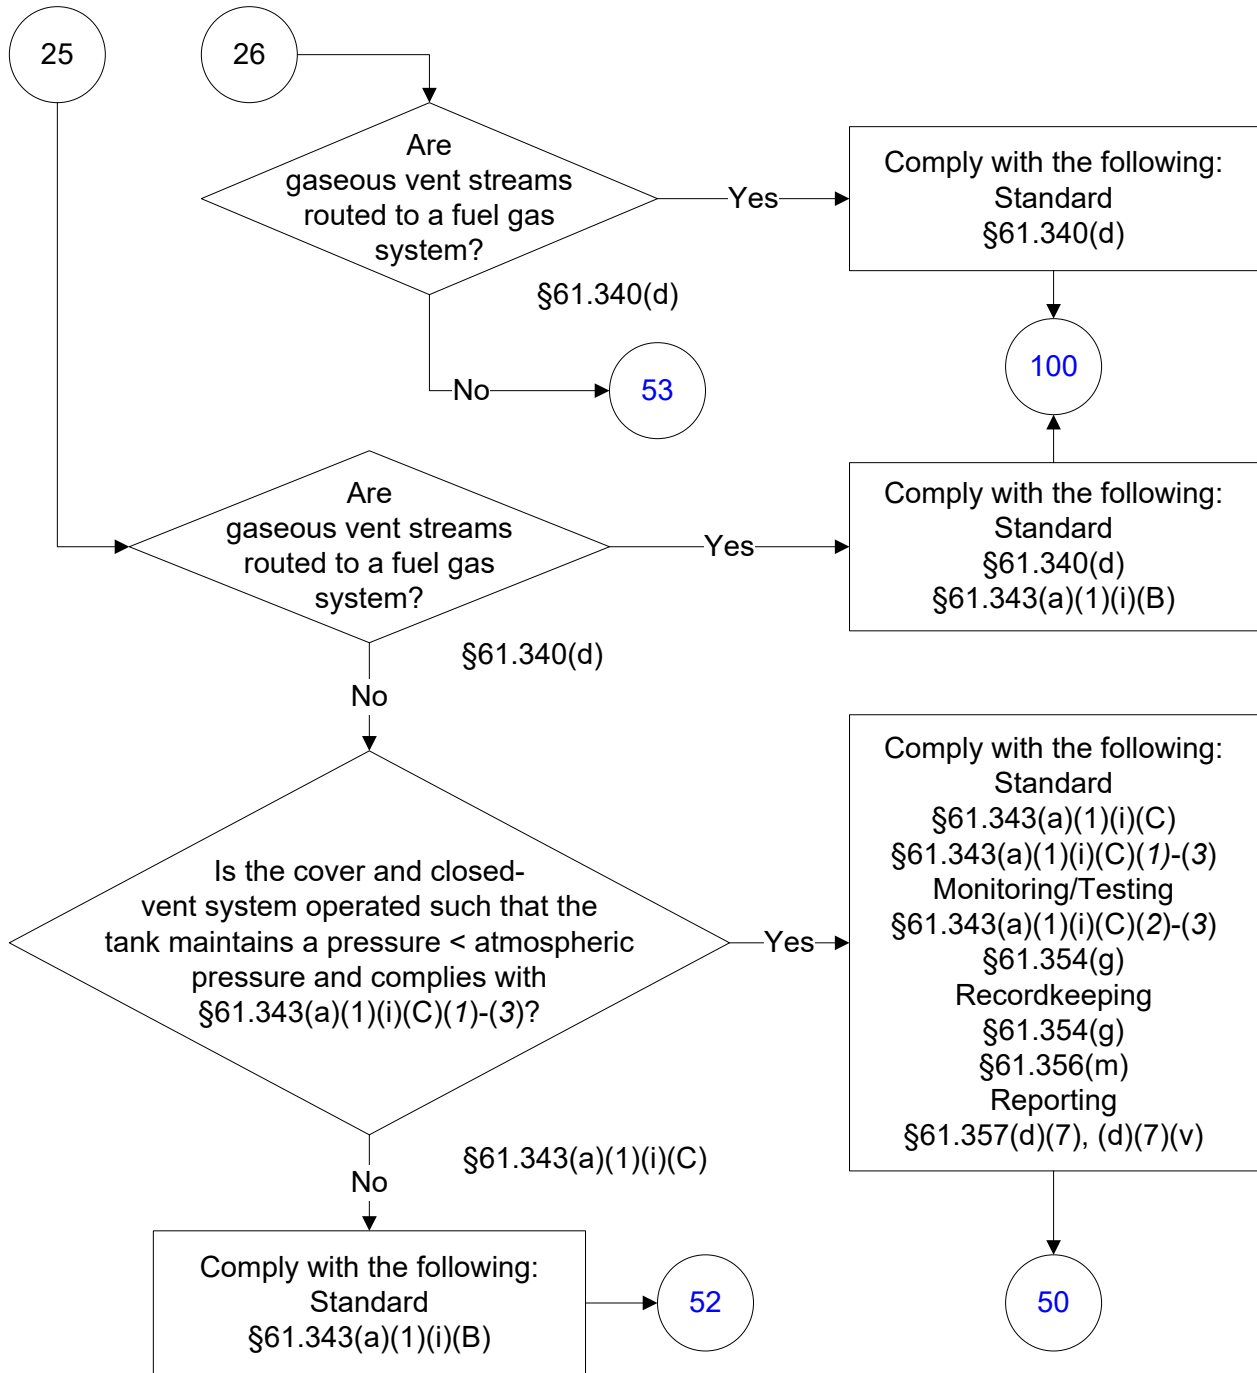 25
26
Are
gaseous vent streams
routed to a fuel gas
system?
Yes
Comply with the following:
Standard
§61.340(d)
§61.340(d)
No
53
100
Are
gaseous vent streams
routed to a fuel gas
system?
Yes
Comply with the following:
Standard
§61.340(d)
§61.343(a)(1)(i)(B)
§61.340(d)
No
Is the cover and closed-
vent system operated such that the
tank maintains a pressure < atmospheric
pressure and complies with
§61.343(a)(1)(i)(C)(1)-(3)?
Yes
Comply with the following:
Standard
§61.343(a)(1)(i)(C)
§61.343(a)(1)(i)(C)(1)-(3)
Monitoring/Testing
§61.343(a)(1)(i)(C)(2)-(3)
§61.354(g)
Recordkeeping
§61.354(g)
§61.356(m)
Reporting
§61.357(d)(7), (d)(7)(v)
§61.343(a)(1)(i)(C)
No
Comply with the following:
Standard
§61.343(a)(1)(i)(B)
52
50